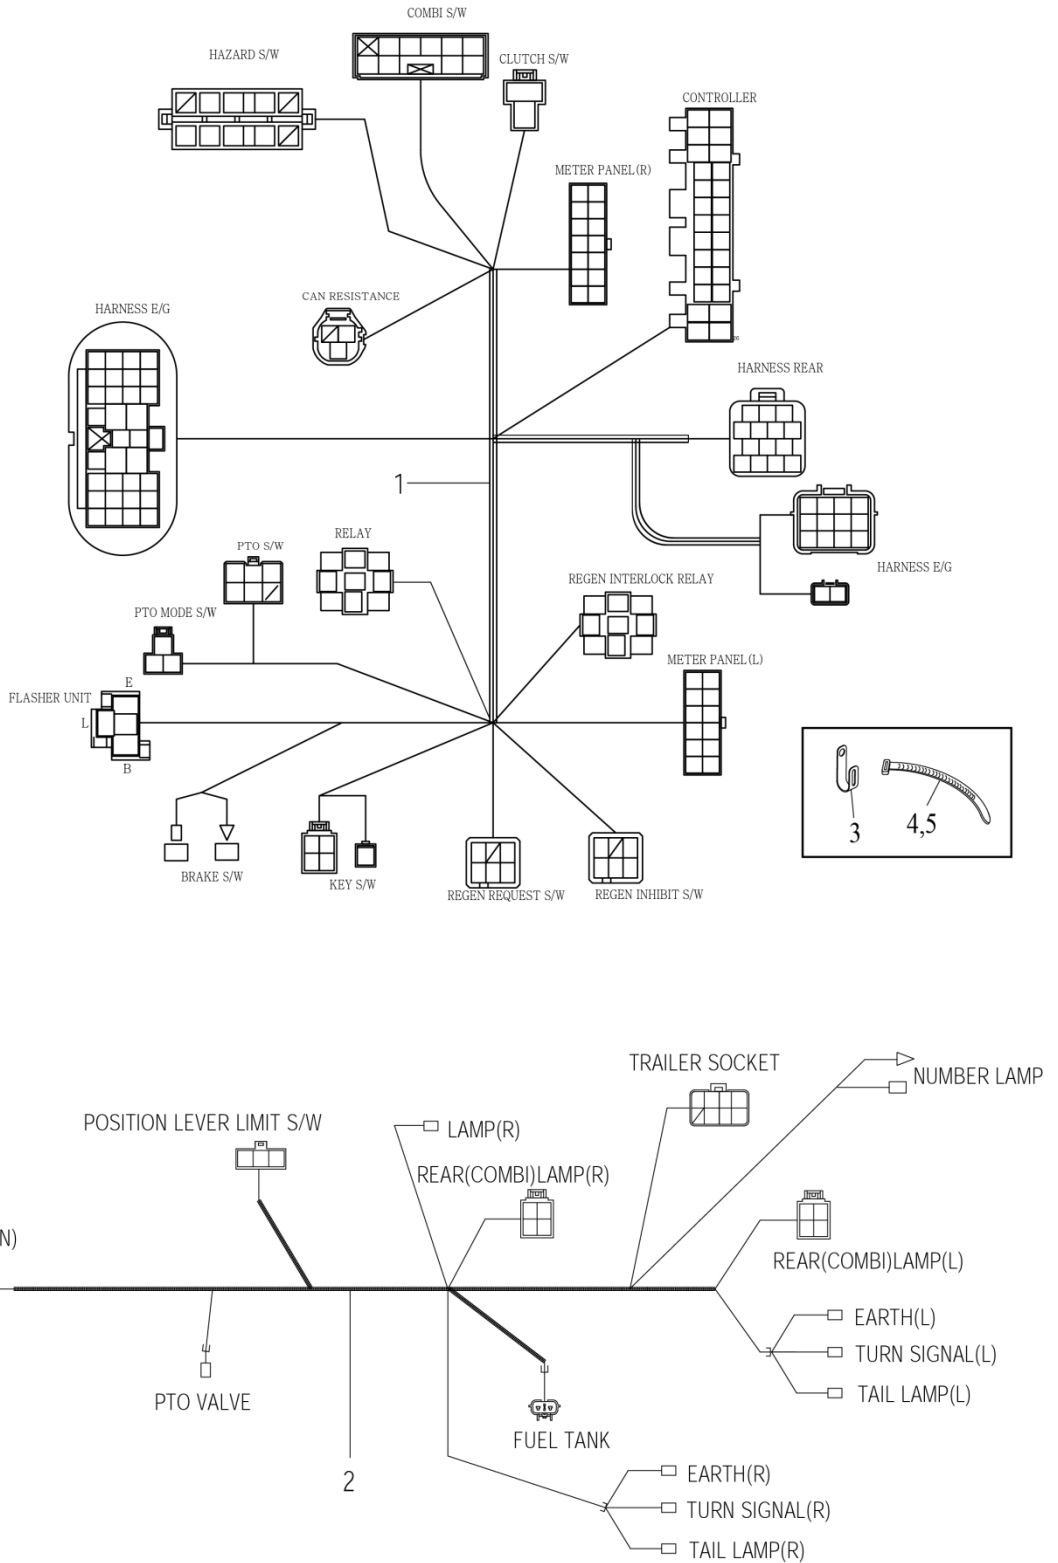 COMBI S/W
HAZARD S/W
CLUTCH S/W
CONTROLLER
METER PANEL(R)
CAN RESISTANCE
HARNESS E/G
HARNESS REAR
1
RELAY
PTO S/W
HARNESS E/G
REGEN INTERLOCK RELAY
PTO MODE S/W
METER PANEL(L)
E
FLASHER UNIT
L
B
3
4,5
BRAKE S/W
KEY S/W
REGEN REQUEST S/W
REGEN INHIBIT S/W
TRAILER SOCKET
NUMBER LAMP
POSITION LEVER LIMIT S/W
LAMP(R)
REAR(COMBI)LAMP(R)
N)
REAR(COMBI)LAMP(L)
EARTH(L)
TURN SIGNAL(L)
PTO VALVE
TAIL LAMP(L)
FUEL TANK
2
EARTH(R)
TURN SIGNAL(R)
TAIL LAMP(R)